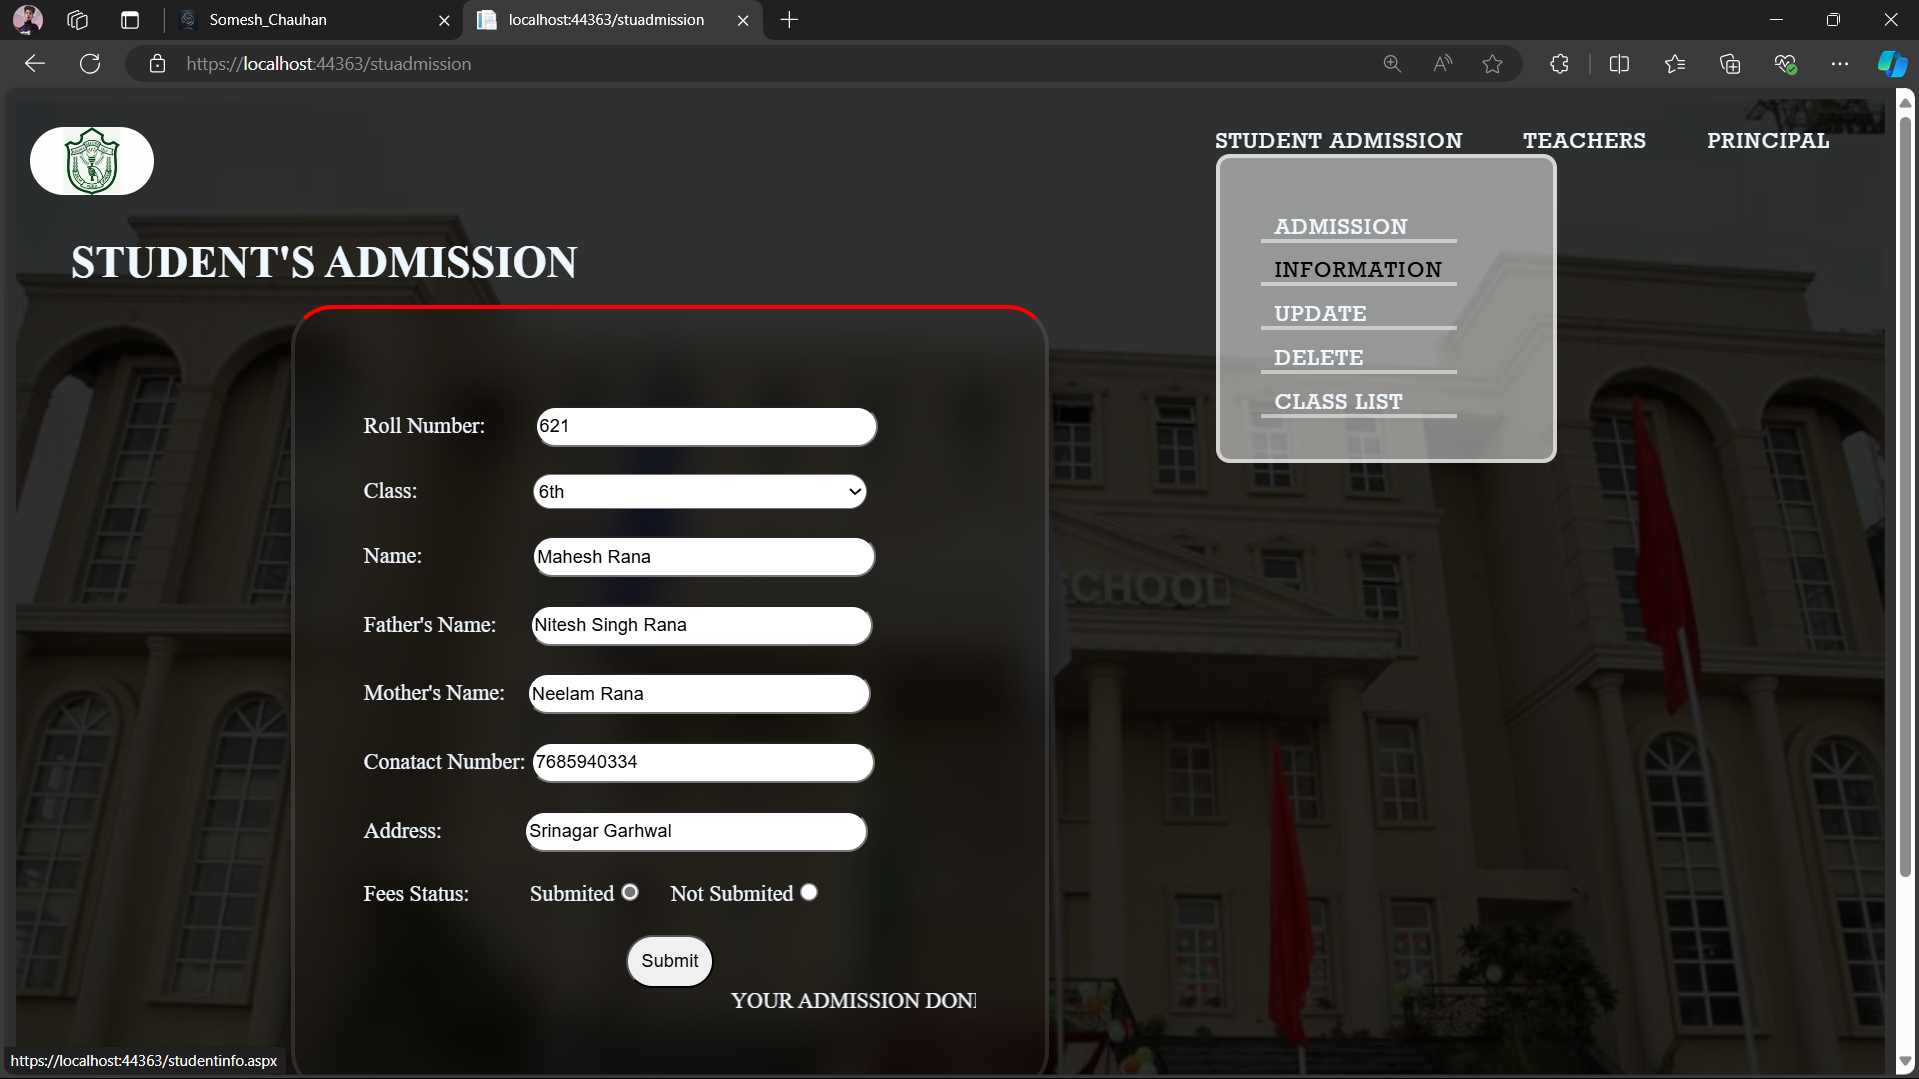 Somesh_Chauhan
localhost:44363/stuadmission
https://localhost:44363/stuadmission
STUDENT ADMISSION TEACHERS PRINCIPAL
ADMISSION
INFORMATION
UPDATE
DELETE
CLASS LIST
STUDENT'S ADMISSION
Roll Number: 621
Class: 6th
Name: Mahesh Rana
Father's Name: Nitesh Singh Rana
Mother's Name: Neelam Rana
Conatact Number: 7685940334
Address: Srinagar Garhwal
Fees Status: Submited Not Submited
Submit
YOUR ADMISSION DON
SCHOOL
https://localhost:44363/studentinfo.aspx